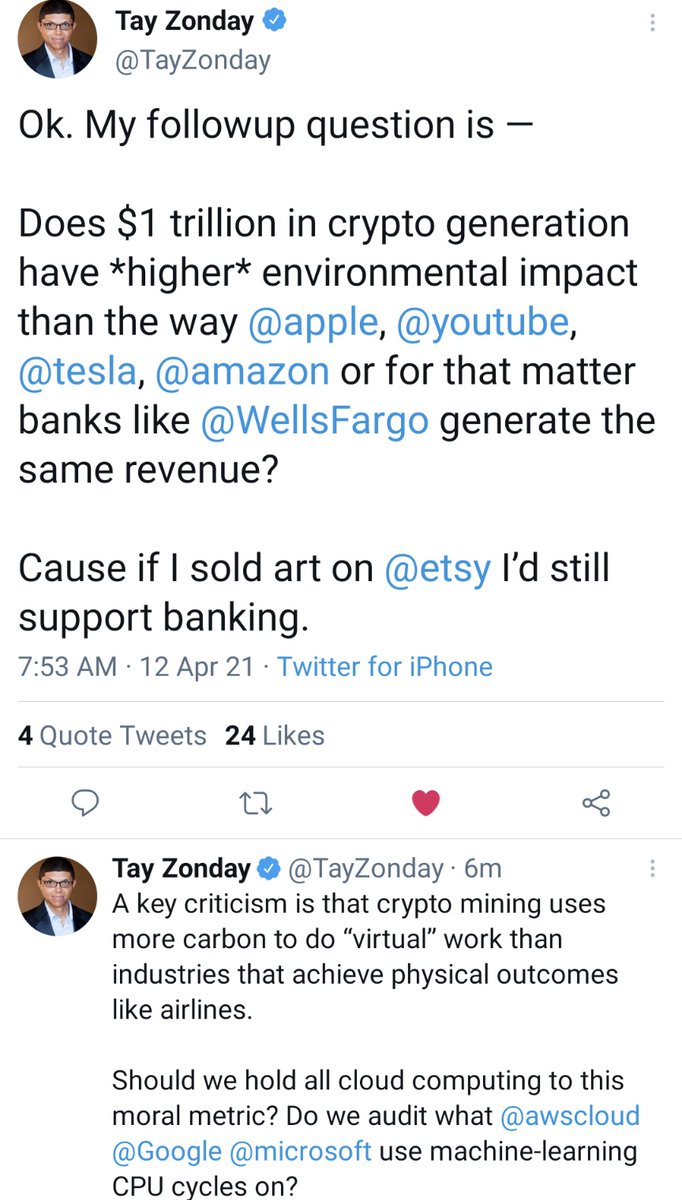 Tay Zonday
@TayZonday
Ok. My followup question is —
Does $1 trillion in crypto generation
have *higher* environmental impact
than the way @apple, @youtube,
@tesla, @amazon or for that matter
banks like @WellsFargo generate the
same revenue?
Cause if I sold art on @etsy I’d still
support banking.
7:53 AM · 12 Apr 21 · Twitter for iPhone
4 Quote Tweets 24 Likes
Tay Zonday @TayZonday · 6m
A key criticism is that crypto mining uses
more carbon to do “virtual” work than
industries that achieve physical outcomes
like airlines.
Should we hold all cloud computing to this
moral metric? Do we audit what @awscloud
@Google @microsoft use machine-learning
CPU cycles on?